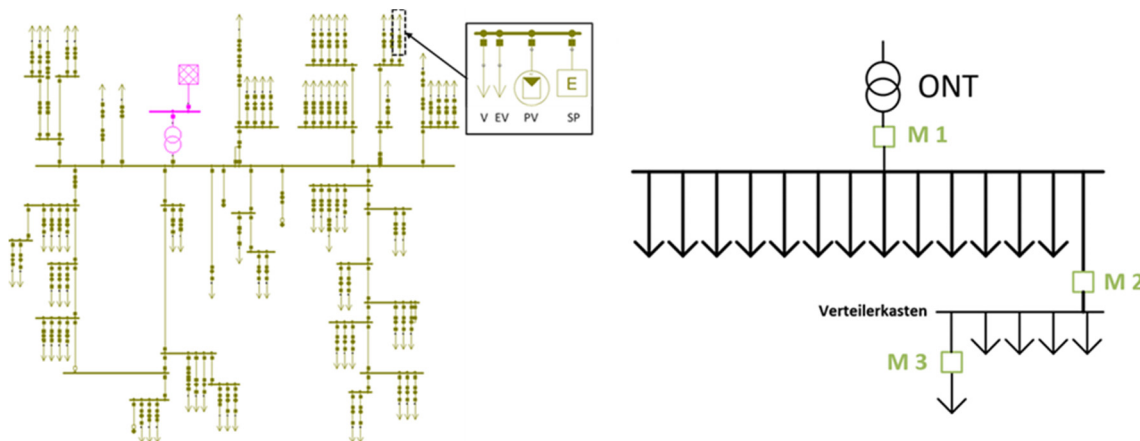 E
V EV PV SP
ONT
M 1
M 2
Verteilerkasten
M 3